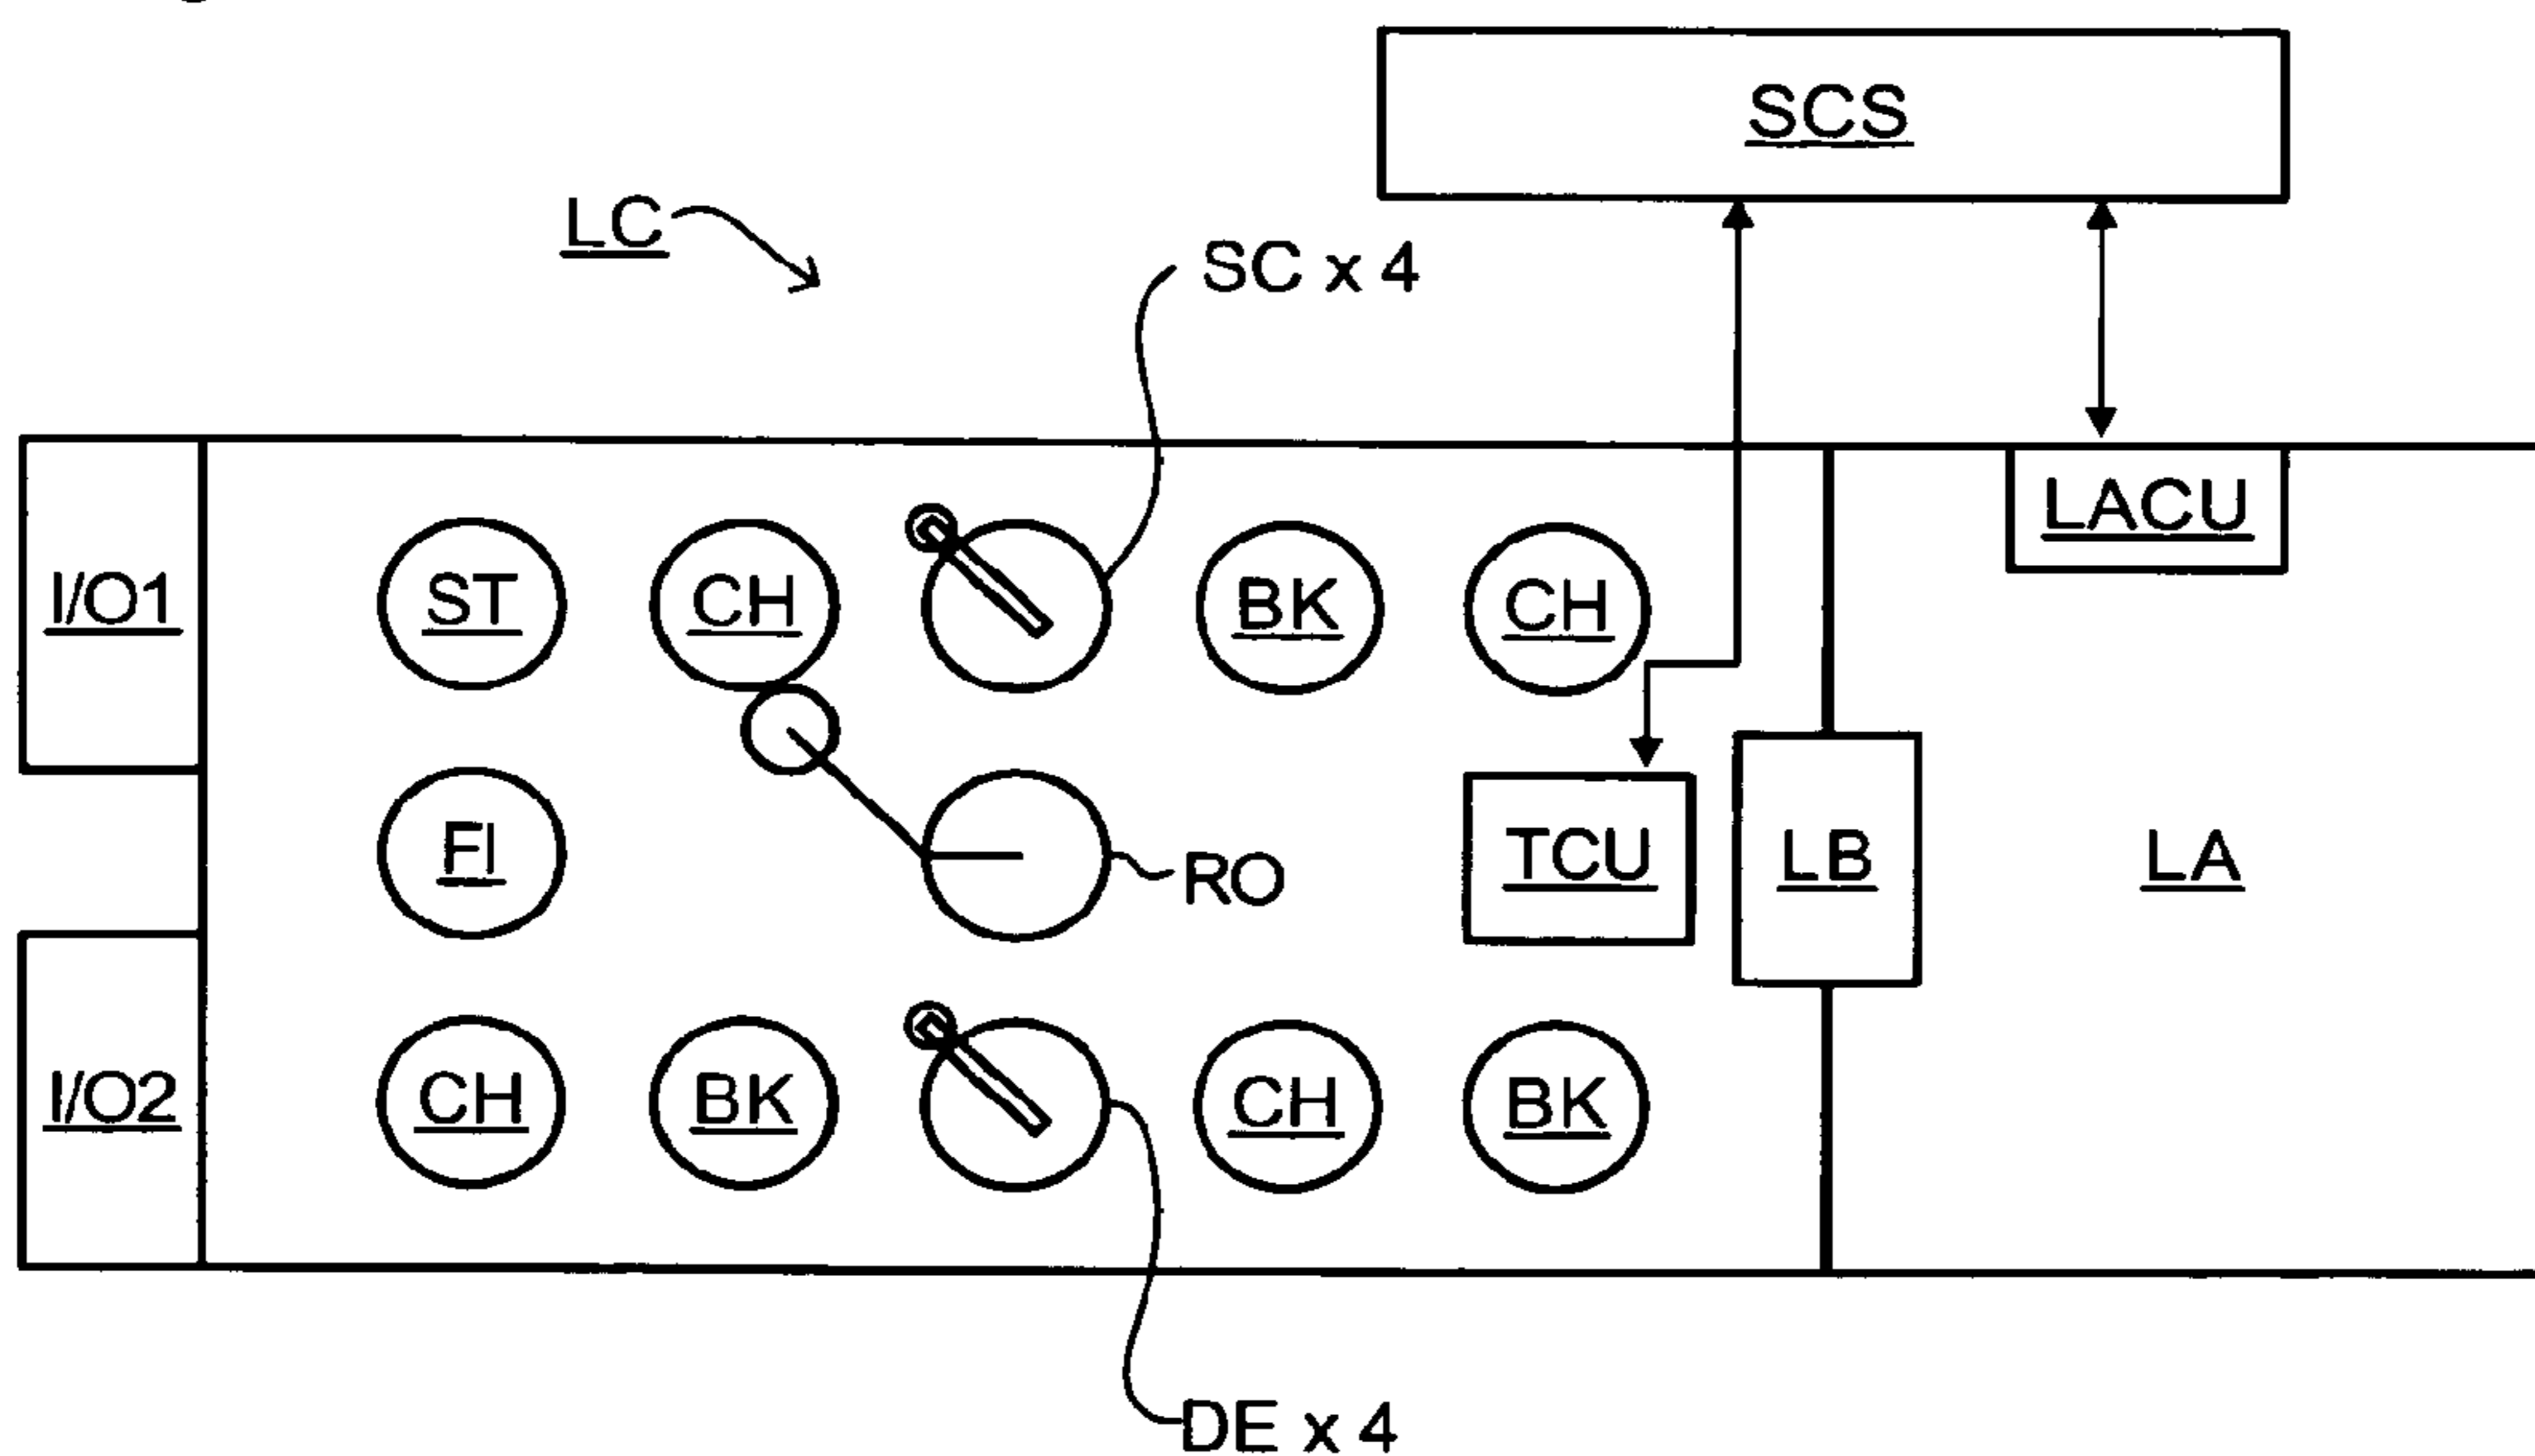 SCS
LC
SC x 4
LACU
I/O1
ST
CH
BK
CH
FI
RO
TCU
LB
LA
I/O2
CH
BK
CH
BK
DE x 4